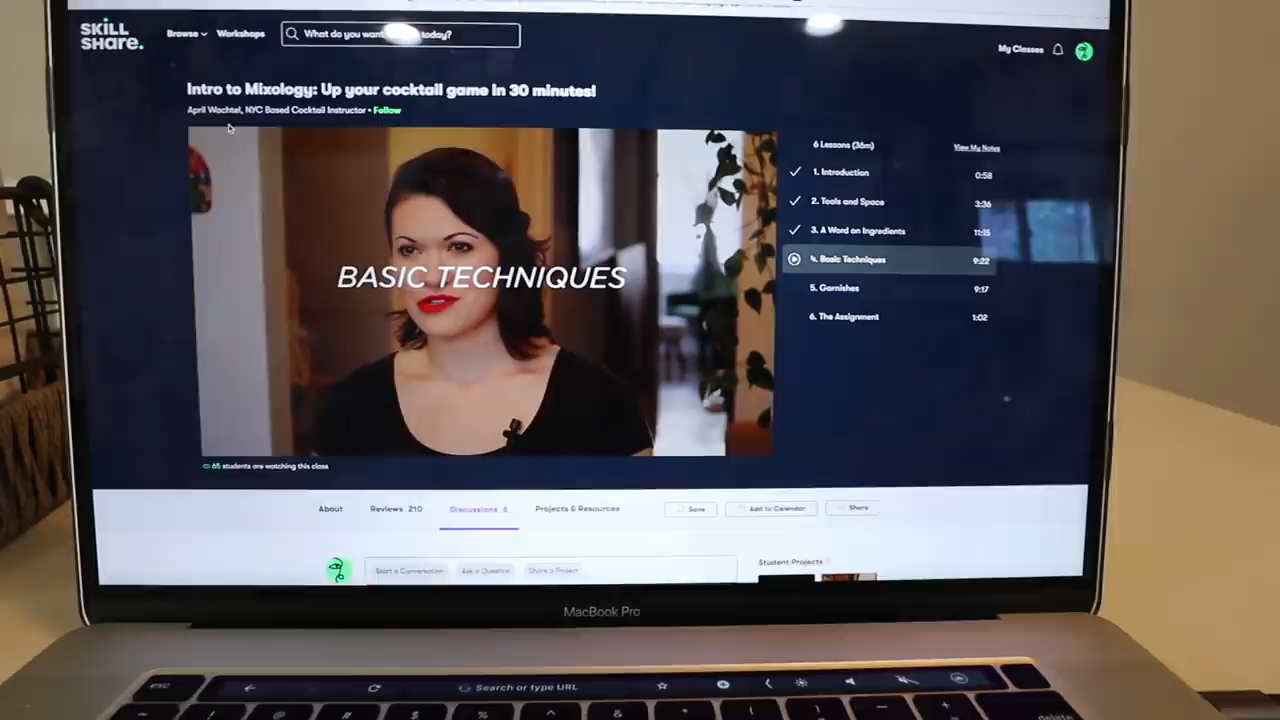 SKILL
SHare.
Browse
Workshops
What do you want today?
My Classes
Intro to Mixology: Up your cocktail game in 30 minutes!
April Wachtel, NYC Based Cocktail Instructor • Follow
BASIC TECHNIQUES
6 Lessons (36m)
View My Notes
1. Introduction 0:58
2. Tools and Space 3:36
3. A Word on Ingredients 11:15
4. Basic Techniques 9:22
5. Garnishes 9:17
6. The Assignment 1:02
65 students are watching this class
About
Reviews 210
Discussions 6
Projects & Resources
Save
Add to Calendar
Share
Start a Conversation
Ask a Question
Share a Project
Student Projects
MacBook Pro
esc
Search or type URL
~ ! @ # $ % ^ & * ( ) — +
delete